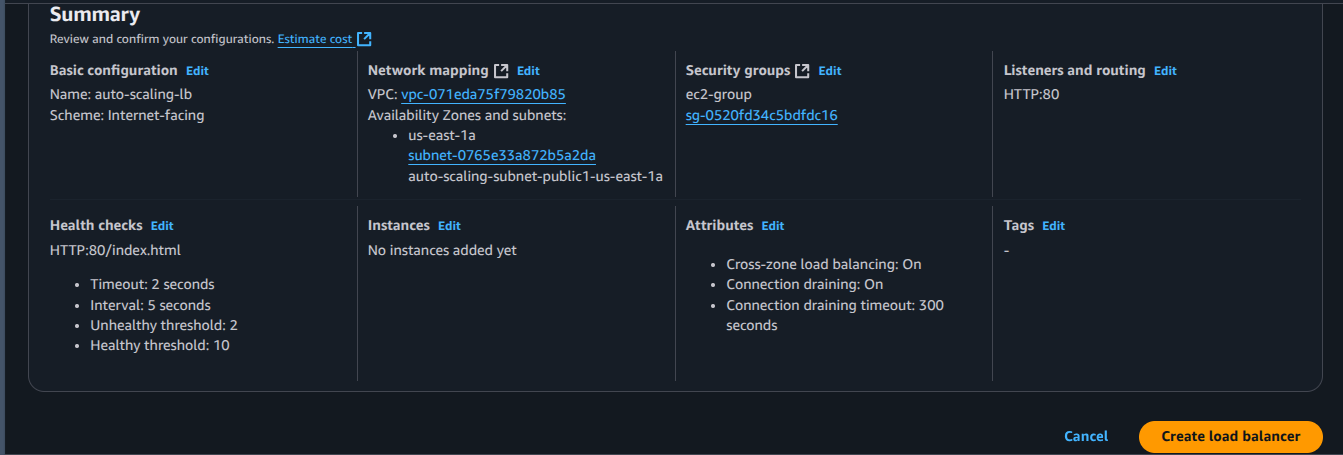 Summary
Review and confirm your configurations. Estimate cost
Basic configuration Edit
Name: auto-scaling-lb
Scheme: Internet-facing
Network mapping Edit
VPC: vpc-071eda75f79820b85
Availability Zones and subnets:
• us-east-1a
subnet-0765e33a872b5a2da
auto-scaling-subnet-public1-us-east-1a
Security groups Edit
ec2-group
sg-0520fd34c5bdfdc16
Listeners and routing Edit
HTTP:80
Health checks Edit
HTTP:80/index.html
• Timeout: 2 seconds
• Interval: 5 seconds
• Unhealthy threshold: 2
• Healthy threshold: 10
Instances Edit
No instances added yet
Attributes Edit
• Cross-zone load balancing: On
• Connection draining: On
• Connection draining timeout: 300
seconds
Tags Edit
-
Cancel
Create load balancer